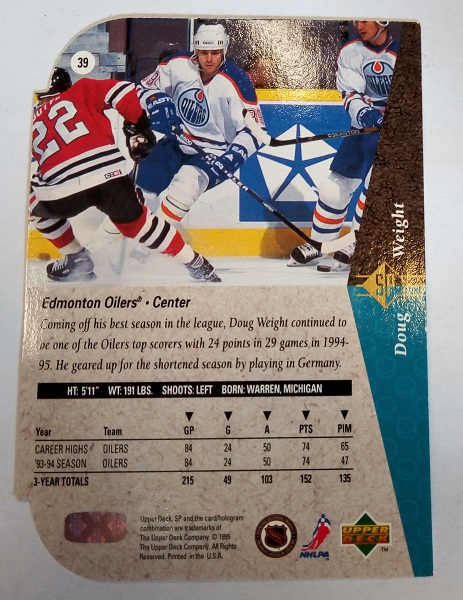 39
22
OILERS
Doug Weight
SP
Edmonton Oilers® • Center
Coming off his best season in the league, Doug Weight continued to
be one of the Oilers top scorers with 24 points in 29 games in 1994-
95. He geared up for the shortened season by playing in Germany.
HT: 5'11" WT: 191 LBS. SHOOTS: LEFT BORN: WARREN, MICHIGAN
Year Team GP G A PTS PIM
CAREER HIGHS OILERS 84 24 50 74 65
'93-94 SEASON OILERS 84 24 50 74 47
3-YEAR TOTALS 215 49 103 152 135
Upper Deck, SP and the card/hologram
combination are trademarks of
The Upper Deck Company. © 1995
The Upper Deck Company. All Rights
Reserved. Printed in the U.S.A.
NHL
NHLPA
UPPER
DECK
TM